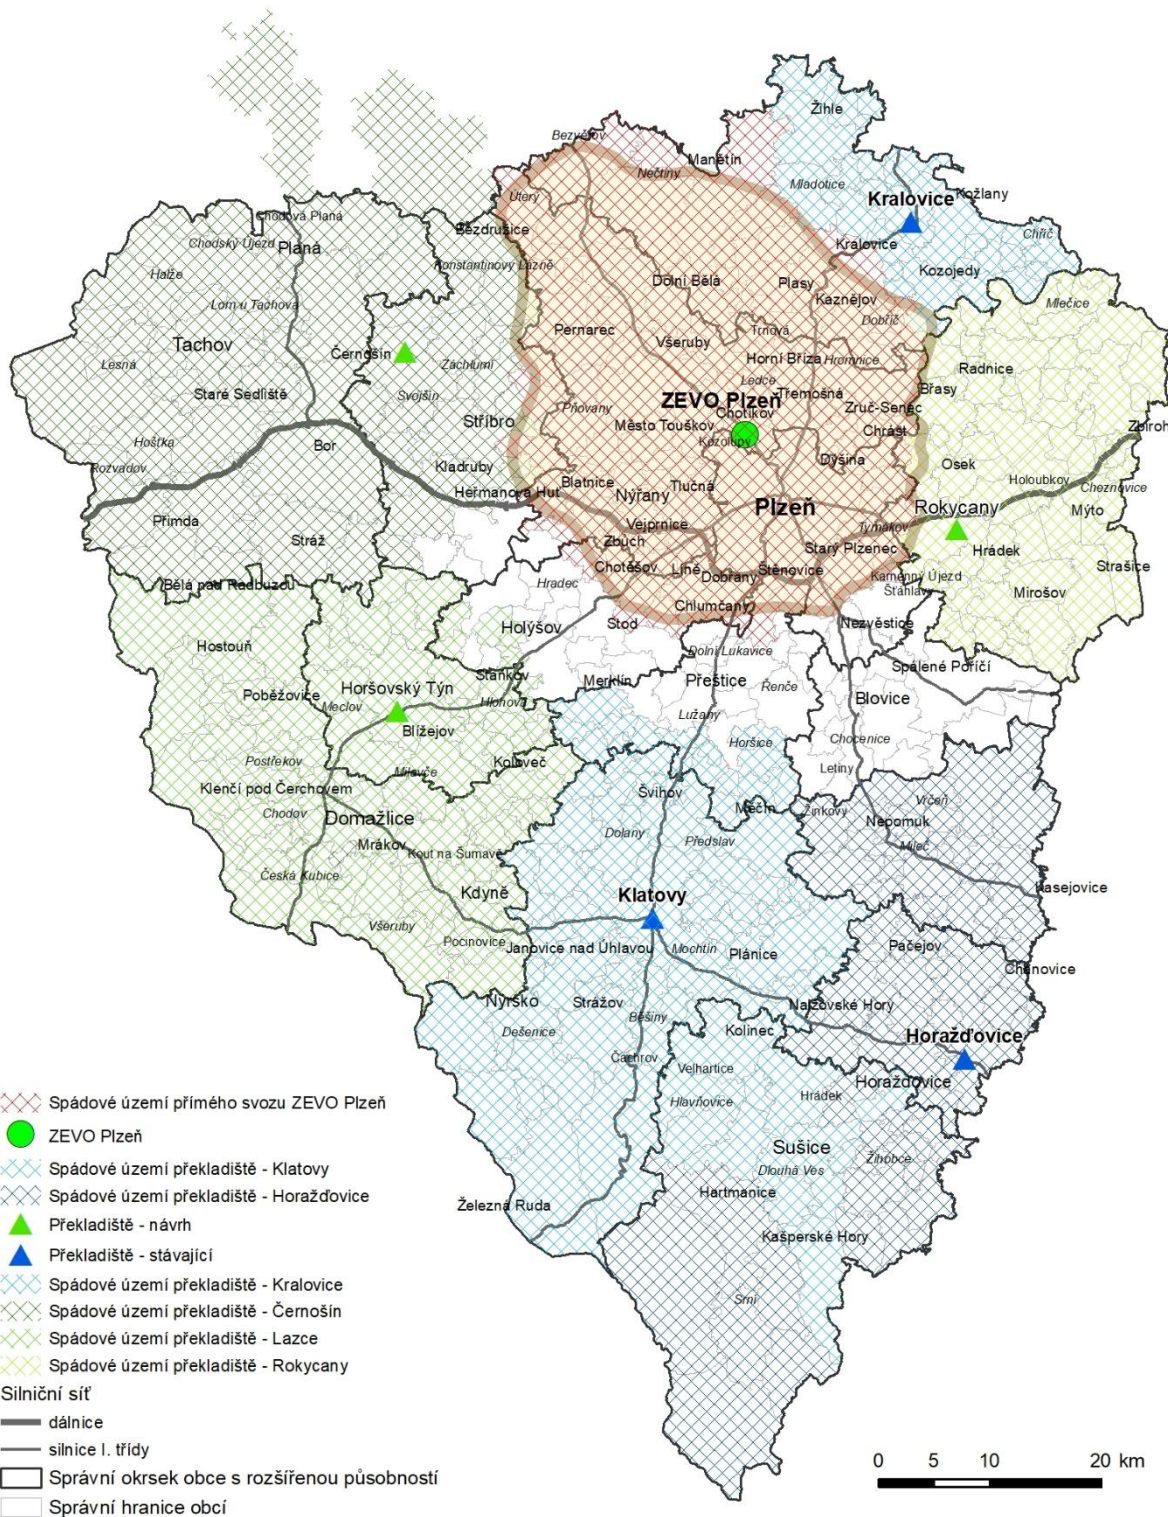 Žihle
Bezvěrov
Manětín
Nečtiny
Mladotice
Úterý
Kralovice
Kožlany
Chodová Planá
Bezdružice
Chříč
Chodský Újezd
Planá
Kralovice
Konstantinovy Lázně
Kozojedy
Halže
Dolní Bělá
Plasy
Lom u Tachova
Kaznějov
Mlečice
Dobříč
Pernarec
Trnová
Tachov
Všeruby
Černošín
Horní Bříza
Hromnice
Lesná
Záchlumí
Radnice
Ledce
Břasy
Staré Sedliště
Svojšín
Třemošná
ZEVO Plzeň
Pňovany
Zruč-Senec
Chotíkov
Stříbro
Město Touškov
Chrást
Zbiroh
Hoštka
Kozolupy
Bor
Dýšina
Rozvadov
Kladruby
Osek
Blatnice
Tlučná
Holoubkov
Heřmanova Huť
Nýřany
Cheznovice
Plzeň
Rokycany
Mýto
Přimda
Vejprnice
Tymákov
Stráž
Zbůch
Starý Plzenec
Hrádek
Chotěšov
Líně
Dobřany
Štěnovice
Strašice
Bělá nad Radbuzou
Hradec
Kamenný Újezd
Šťáhlavy
Mirošov
Chlumčany
Holýšov
Stod
Nezvěstice
Hostouň
Dolní Lukavice
Spálené Poříčí
Staňkov
Merklín
Přeštice
Poběžovice
Horšovský Týn
Řenče
Blovice
Meclov
Hlohová
Lužany
Blížejov
Chocenice
Horšice
Postřekov
Koloveč
Milavče
Letiny
Klenčí pod Čerchovem
Švihov
Chodov
Měčín
Žinkovy
Vrčeň
Domažlice
Nepomuk
Dolany
Předslav
Mrákov
Mileč
Kout na Šumavě
Česká Kubice
Kasejovice
Kdyně
Klatovy
Všeruby
Pocinovice
Janovice nad Úhlavou
Mochtín
Plánice
Pačejov
Chanovice
Nýrsko
Strážov
Nalžovské Hory
Běšiny
Dešenice
Kolinec
Horažďovice
Čachrov
Velhartice
Horažďovice
Hlavňovice
Hrádek
Sušice
Žihobce
Dlouhá Ves
Hartmanice
Železná Ruda
Kašperské Hory
Srní
Spádové území přímého svozu ZEVO Plzeň
ZEVO Plzeň
Spádové území překladiště - Klatovy
Spádové území překladiště - Horažďovice
Překladiště - návrh
Překladiště - stávající
Spádové území překladiště - Kralovice
Spádové území překladiště - Černošín
Spádové území překladiště - Lazce
Spádové území překladiště - Rokycany
Silniční síť
dálnice
silnice I. třídy
Správní okrsek obce s rozšířenou působností
Správní hranice obcí
0 5 10 20 km